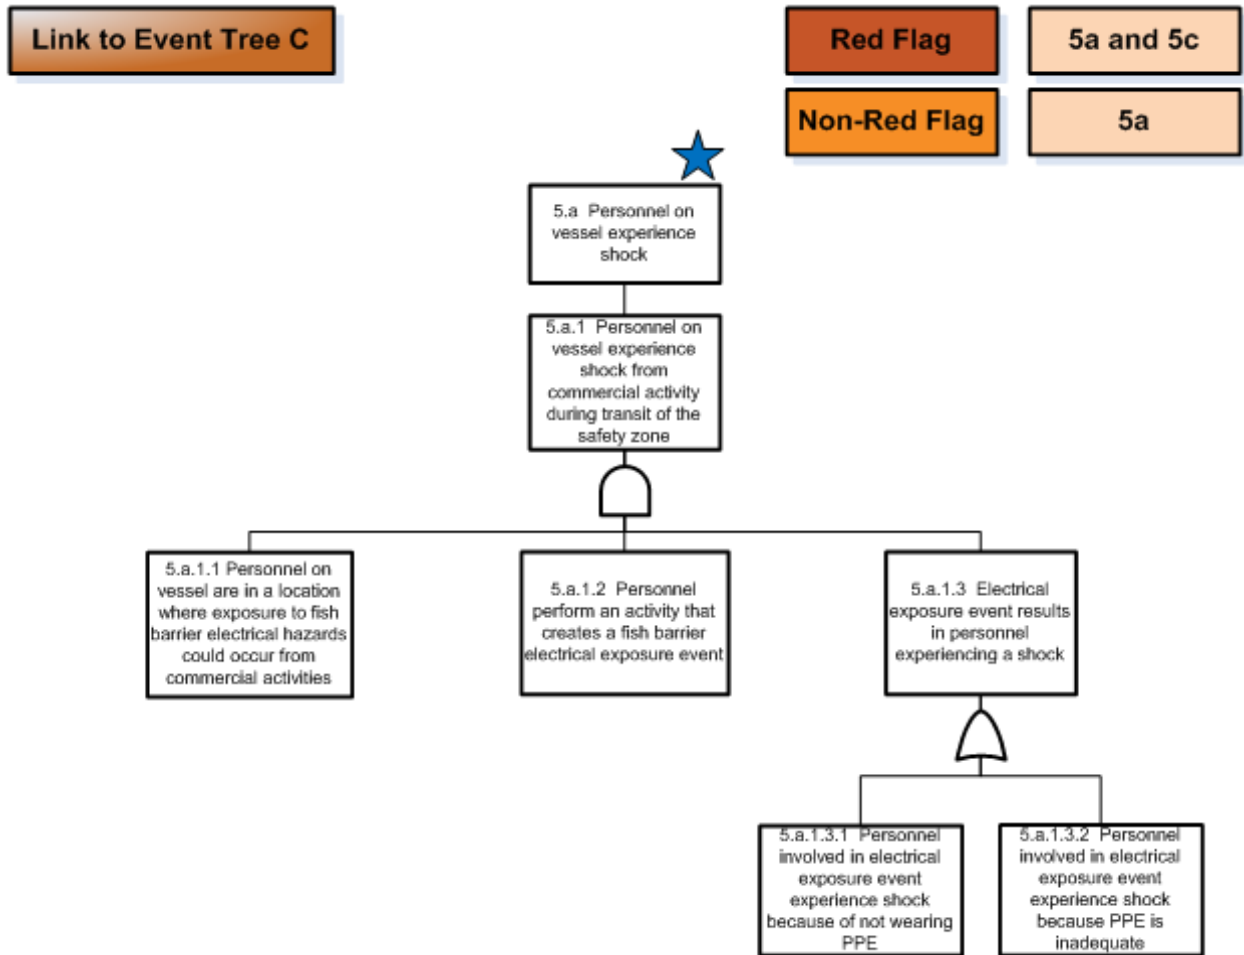 Link to Event Tree C
Red Flag
5a and 5c
Non-Red Flag
5a
5.a Personnel on
vessel experience
shock
5.a.1 Personnel on
vessel experience
shock from
commercial activity
during transit of the
safety zone
5.a.1.1 Personnel on
vessel are in a location
where exposure to fish
barrier electrical hazards
could occur from
commercial activities
5.a.1.2 Personnel
perform an activity that
creates a fish barrier
electrical exposure event
5.a.1.3 Electrical
exposure event results
in personnel
experiencing a shock
5.a.1.3.1 Personnel
involved in electrical
exposure event
experience shock
because of not wearing
PPE
5.a.1.3.2 Personnel
involved in electrical
exposure event
experience shock
because PPE is
inadequate